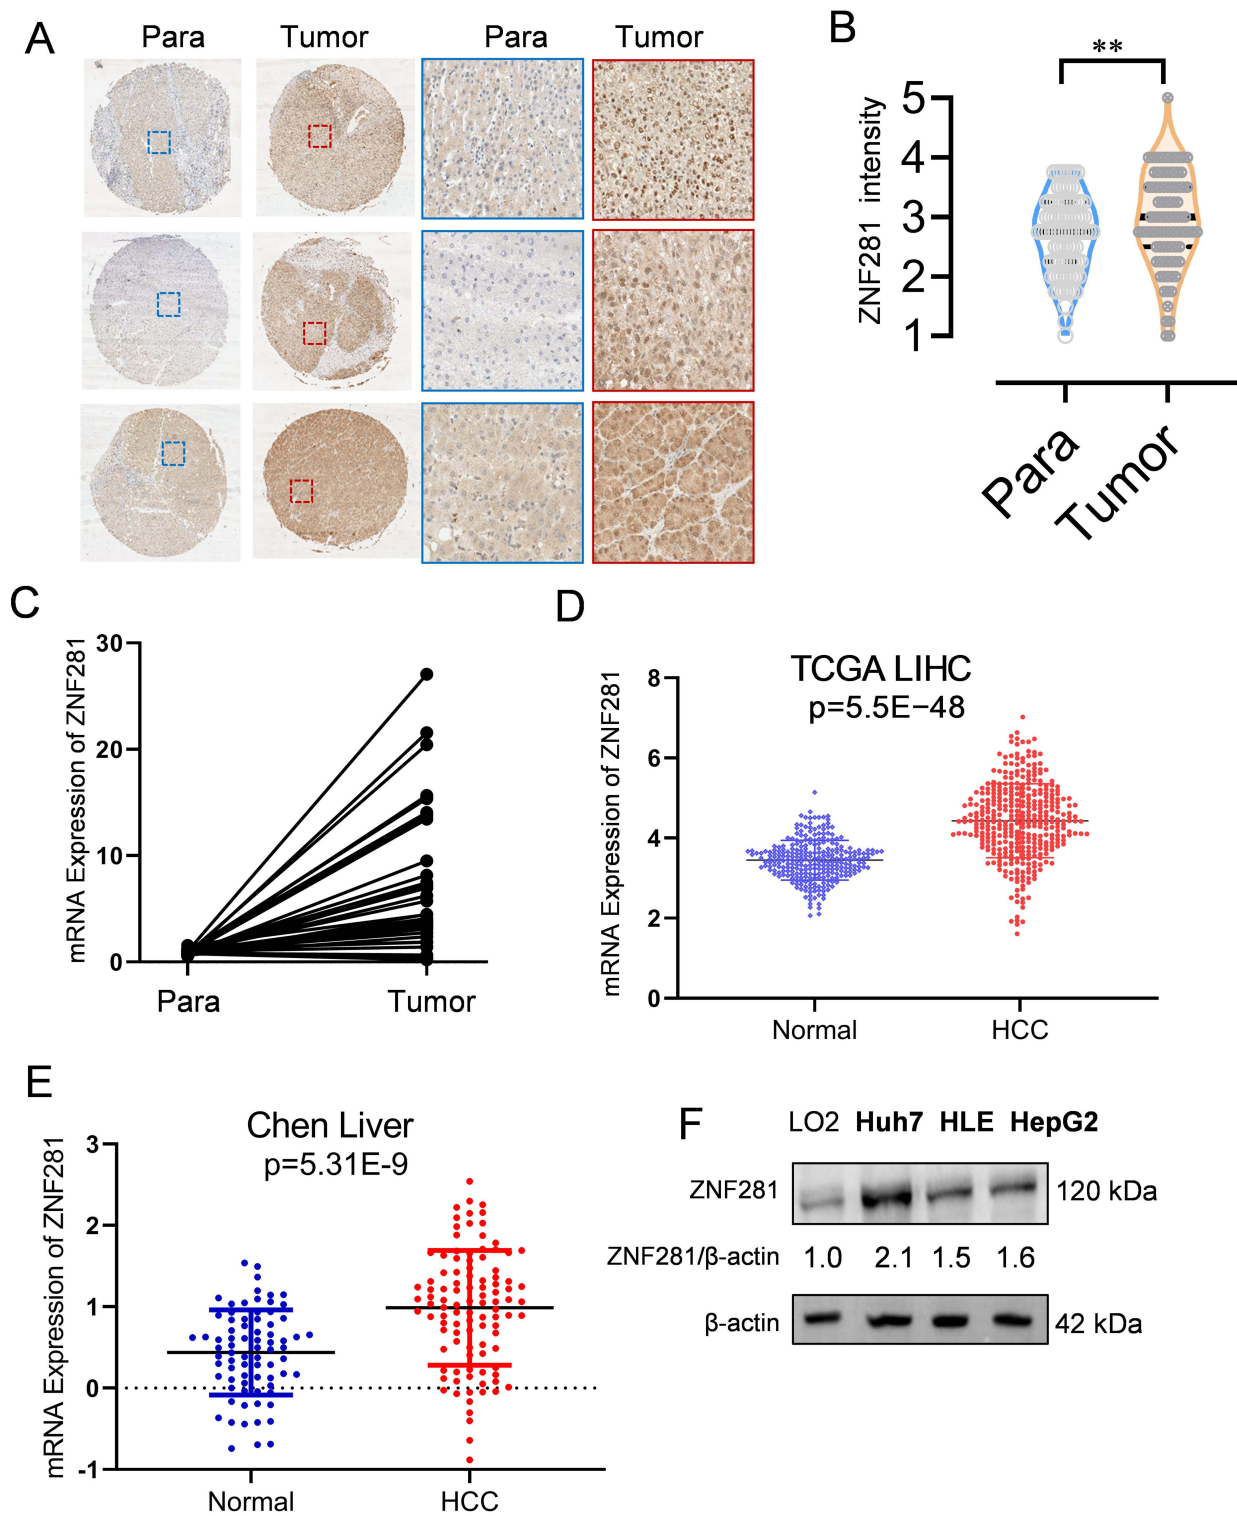 A
Para Tumor Para Tumor
B
**
ZNF281 intensity
5
4
3
2
1
Para
Tumor
C
mRNA Expression of ZNF281
30
20
10
0
Para Tumor
D
TCGA LIHC
p=5.5E−48
mRNA Expression of ZNF281
8
6
4
2
0
Normal HCC
E
Chen Liver
p=5.31E-9
mRNA Expression of ZNF281
3
2
1
0
-1
Normal HCC
F
LO2 Huh7 HLE HepG2
ZNF281 120 kDa
ZNF281/β-actin 1.0 2.1 1.5 1.6
β-actin 42 kDa